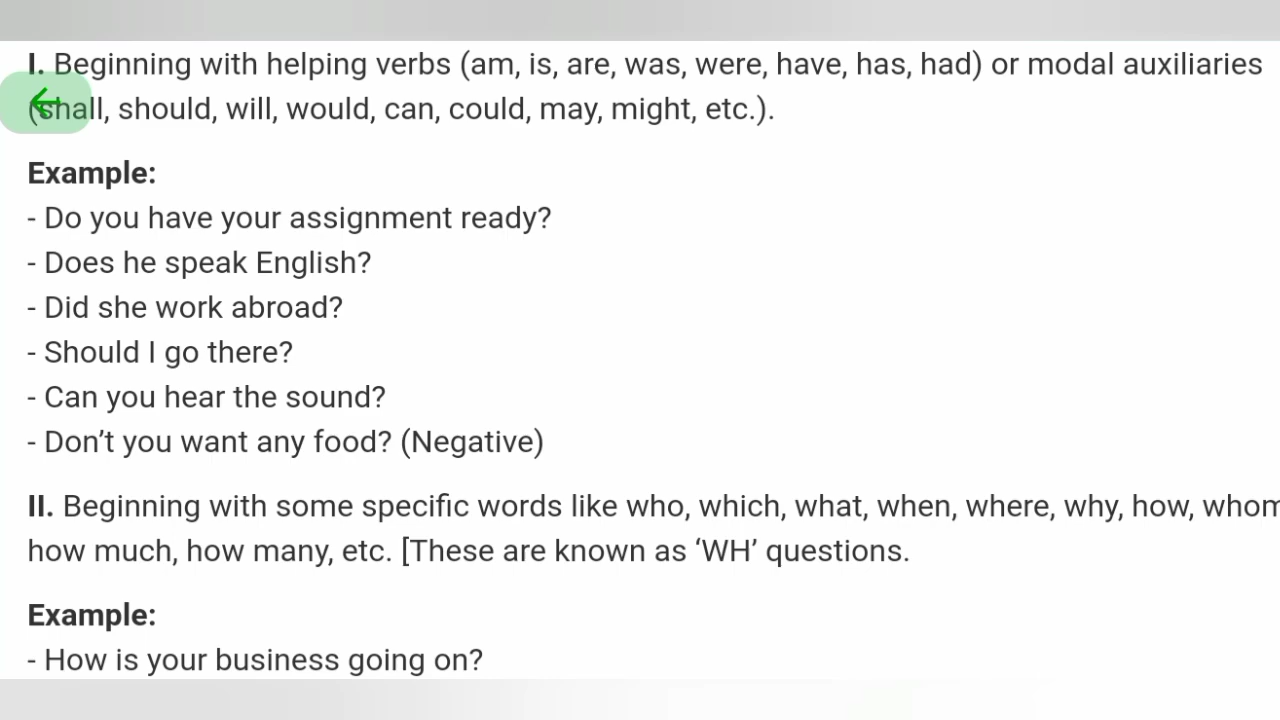 I. Beginning with helping verbs (am, is, are, was, were, have, has, had) or modal auxiliaries
(shall, should, will, would, can, could, may, might, etc.).
Example:
- Do you have your assignment ready?
- Does he speak English?
- Did she work abroad?
- Should I go there?
- Can you hear the sound?
- Don’t you want any food? (Negative)
II. Beginning with some specific words like who, which, what, when, where, why, how, whom
how much, how many, etc. [These are known as ‘WH’ questions.
Example:
- How is your business going on?